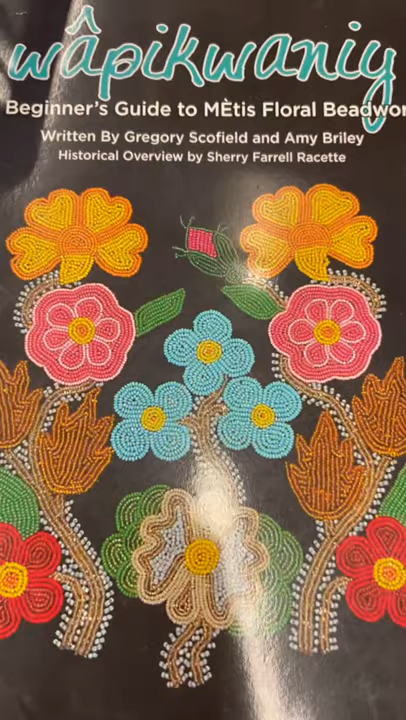 wâpikwaniy
Beginner's Guide to MÈtis Floral Beadwor
Written By Gregory Scofield and Amy Briley
Historical Overview by Sherry Farrell Racette